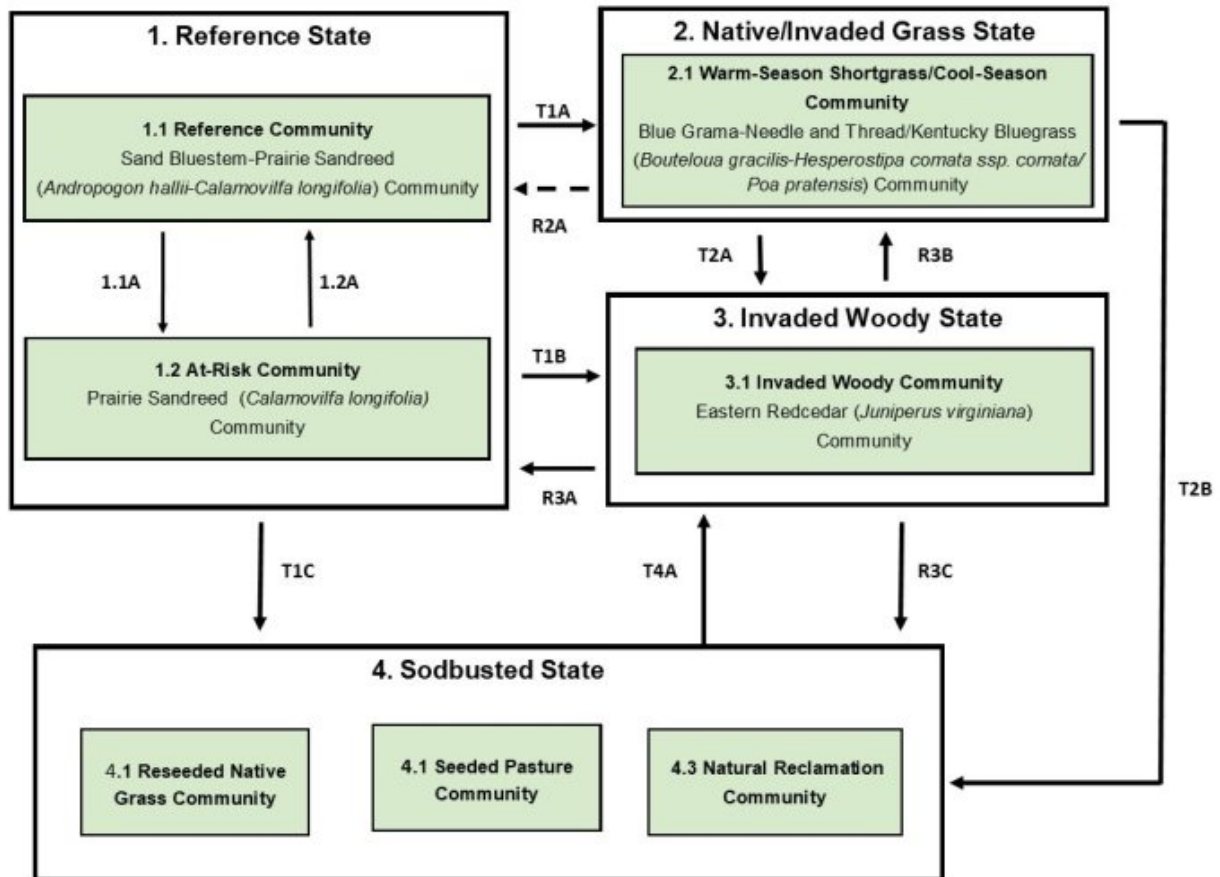 1. Reference State
1.1 Reference Community
Sand Bluestem-Prairie Sandreed
(Andropogon hallii-Calamovilfa longifolia) Community
1.1A
1.2A
1.2 At-Risk Community
Prairie Sandreed (Calamovilfa longifolia)
Community
T1A
R2A
2. Native/Invaded Grass State
2.1 Warm-Season Shortgrass/Cool-Season
Community
Blue Grama-Needle and Thread/Kentucky Bluegrass
(Bouteloua gracilis-Hesperostipa comata ssp. comata/
Poa pratensis) Community
T2A
R3B
T1B
R3A
3. Invaded Woody State
3.1 Invaded Woody Community
Eastern Redcedar (Juniperus virginiana)
Community
T2B
T1C
T4A
R3C
4. Sodbusted State
4.1 Reseeded Native
Grass Community
4.1 Seeded Pasture
Community
4.3 Natural Reclamation
Community